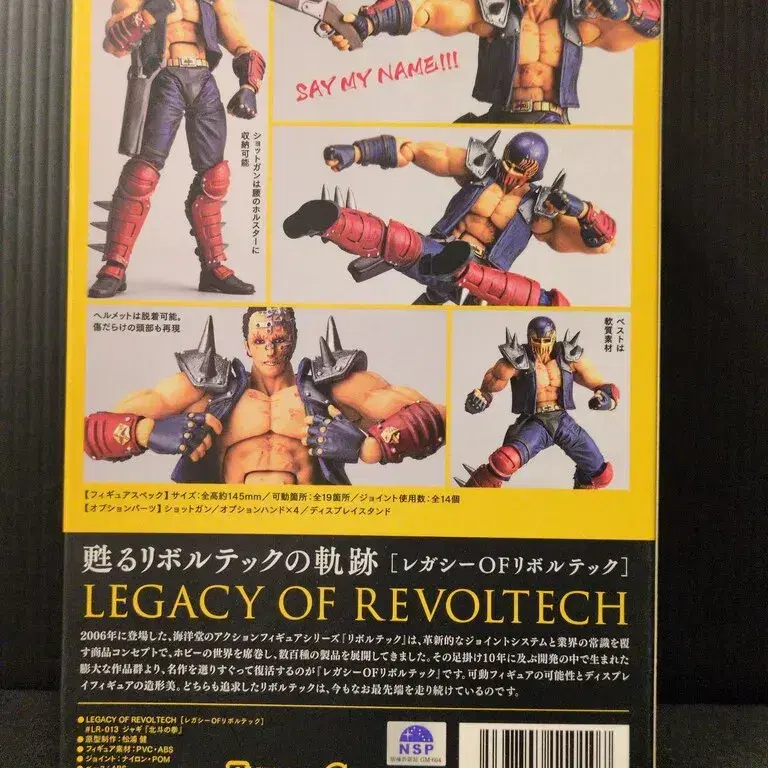 SAY MY NAME!!!
ショットガンは腰のホルスターに
収納可能
ヘルメットは脱着可能。
傷だらけの頭部も再現
ベストは
軟質素材
【フィギュアスペック】サイズ:全高約145mm/可動箇所:全19箇所/ジョイント使用数:全14個
【オプションパーツ】ショットガン/オプションハンド×4/ディスプレイスタンド
甦るリボルテックの軌跡[レガシーOFリボルテック]
LEGACY OF REVOLTECH
2006年に登場した、海洋堂のアクションフィギュアシリーズ『リボルテック』は、革新的なジョイントシステムと業界の常識を覆
す商品コンセプトで、ホビーの世界を席巻し、数百種の製品を展開してきました。その足掛け10年に及ぶ開発の中で生まれた
膨大な作品群より、名作を選りすぐって復活するのが『レガシーOFリボルテック』です。可動フィギュアの可能性とディスプレ
イフィギュアの造形美。どちらも追求したリボルテックは、今もなお最先端を走り続けているのです。
●LEGACY OF REVOLTECH [レガシーOFリボルテック]
#LR-013 ジャギ「北斗の拳」
●原型制作:松浦 健
●フィギュア素材:PVC・ABS
●ジョイント:ナイロン・POM
NSP
版権許諾証 GM-694